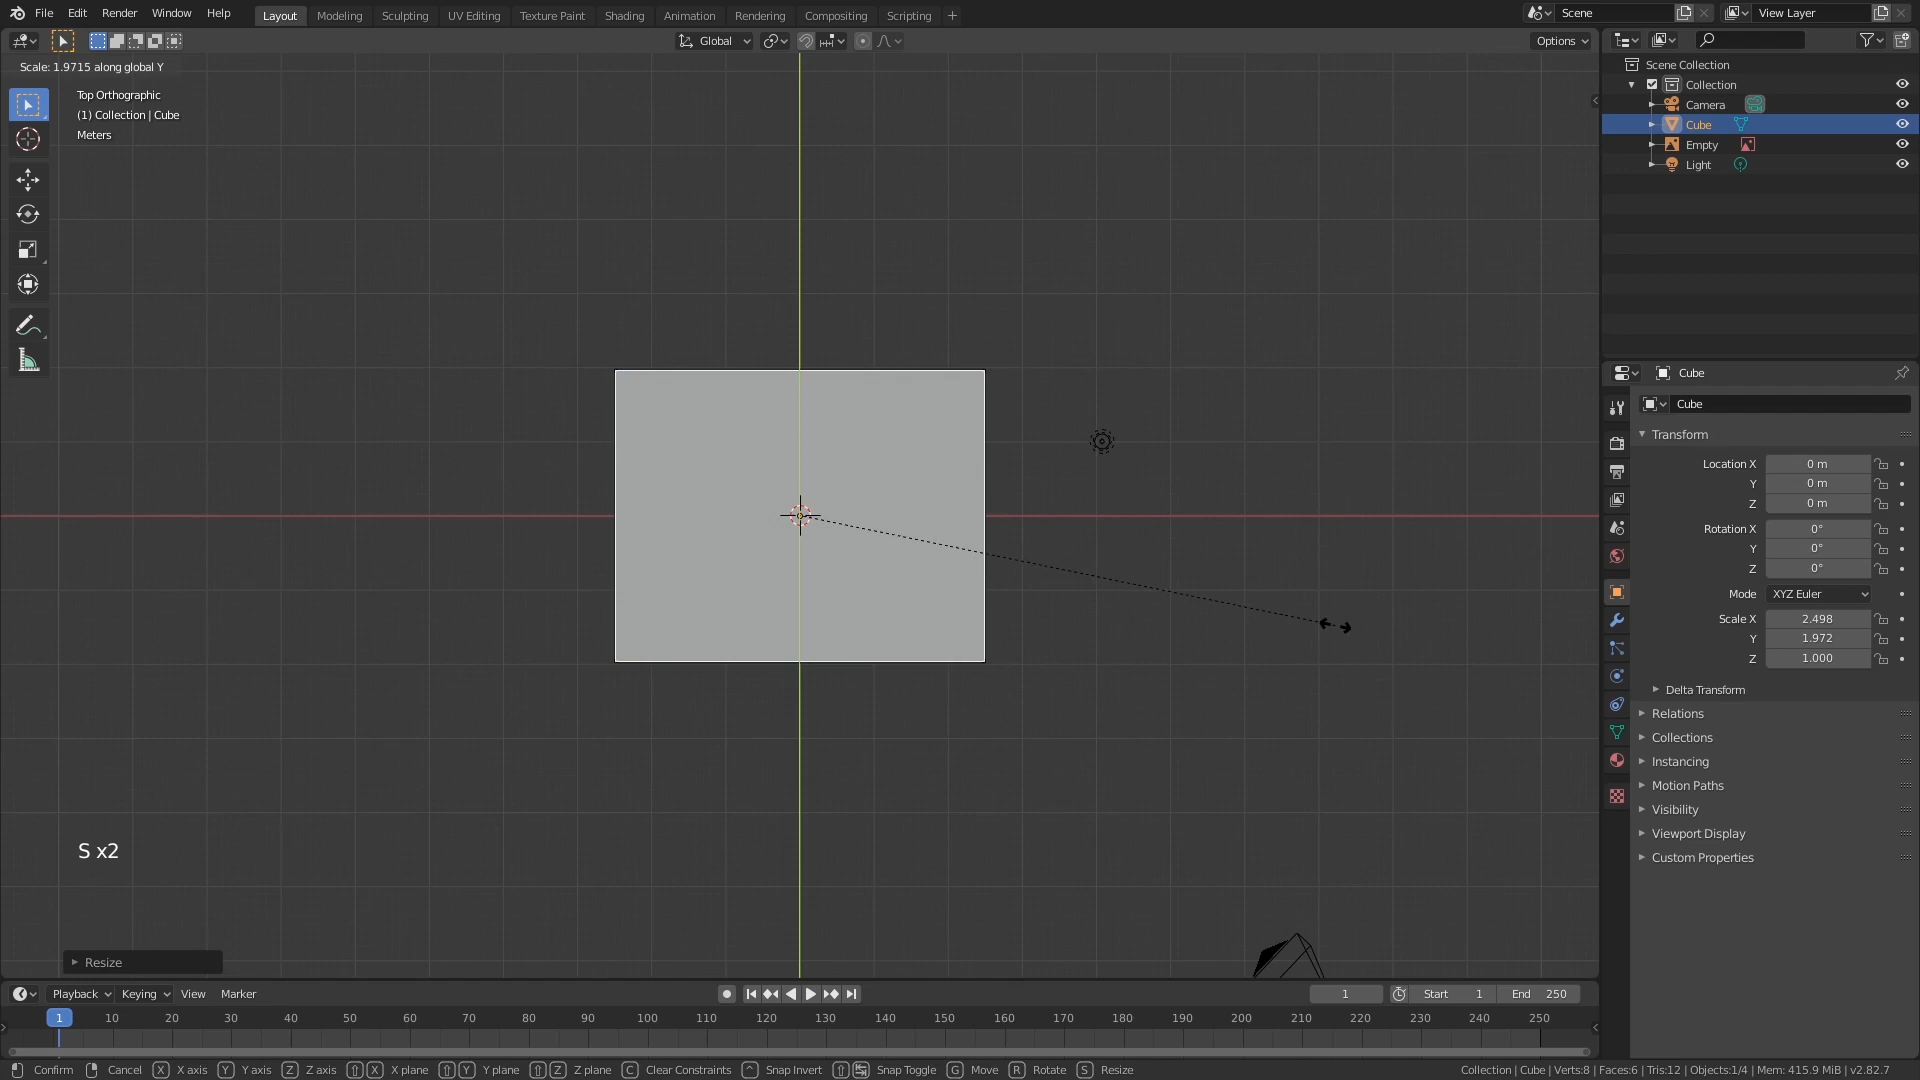 File Edit Render Window Help
Layout Modeling Sculpting UV Editing Texture Paint Shading Animation Rendering Compositing Scripting +
Scene
View Layer
Global
Options
Scale: 1.9715 along global Y
Top Orthographic
(1) Collection | Cube
Meters
Scene Collection
Collection
Camera
Cube
Empty
Light
Cube
Cube
Transform
Location X 0 m
Y 0 m
Z 0 m
Rotation X 0°
Y 0°
Z 0°
Mode XYZ Euler
Scale X 2.498
Y 1.972
Z 1.000
Delta Transform
Relations
Collections
Instancing
Motion Paths
Visibility
Viewport Display
Custom Properties
S x2
Resize
Playback Keying View Marker
1 Start 1 End 250
1 10 20 30 40 50 60 70 80 90 100 110 120 130 140 150 160 170 180 190 200 210 220 230 240 250
Confirm Cancel X X axis Y Y axis Z Z axis X X plane Y Y plane Z Z plane C Clear Constraints ^ Snap Invert Snap Toggle G Move R Rotate S Resize
Collection | Cube | Verts:8 | Faces:6 | Tris:12 | Objects:1/4 | Mem: 415.9 MiB | v2.82.7